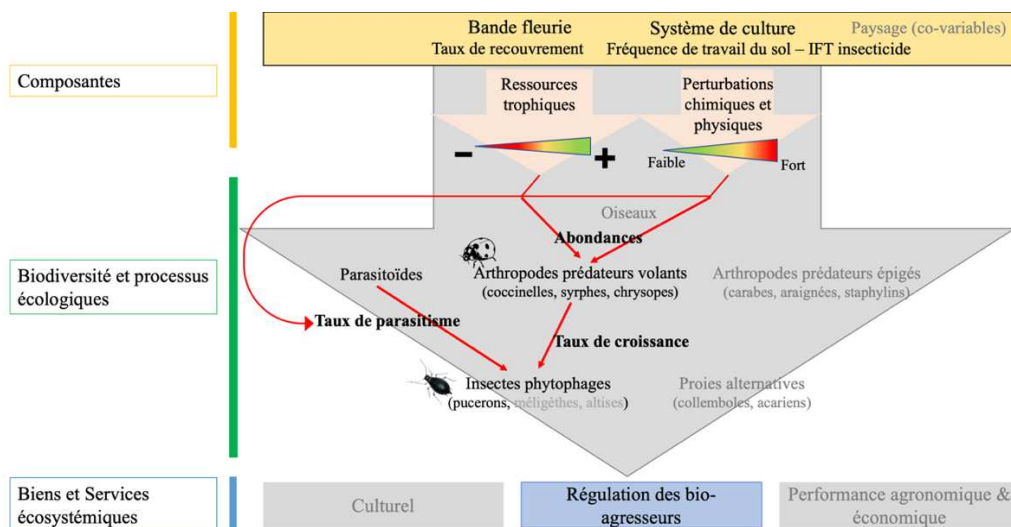 Bande fleurie
Taux de recouvrement
Système de culture
Fréquence de travail du sol – IFT insecticide
Paysage (co-variables)
Composantes
Ressources
trophiques
Perturbations
chimiques et
physiques
–
+
Faible
Fort
Oiseaux
Abondances
Biodiversité et processus
écologiques
Parasitoïdes
Arthropodes prédateurs volants
(coccinelles, syrphes, chrysopes)
Arthropodes prédateurs épigés
(carabes, araignées, staphylins)
Taux de parasitisme
Taux de croissance
Insectes phytophages
(pucerons, méligèthes, altises)
Proies alternatives
(collemboles, acariens)
Biens et Services
écosystémiques
Culturel
Régulation des bio-
agresseurs
Performance agronomique &
économique